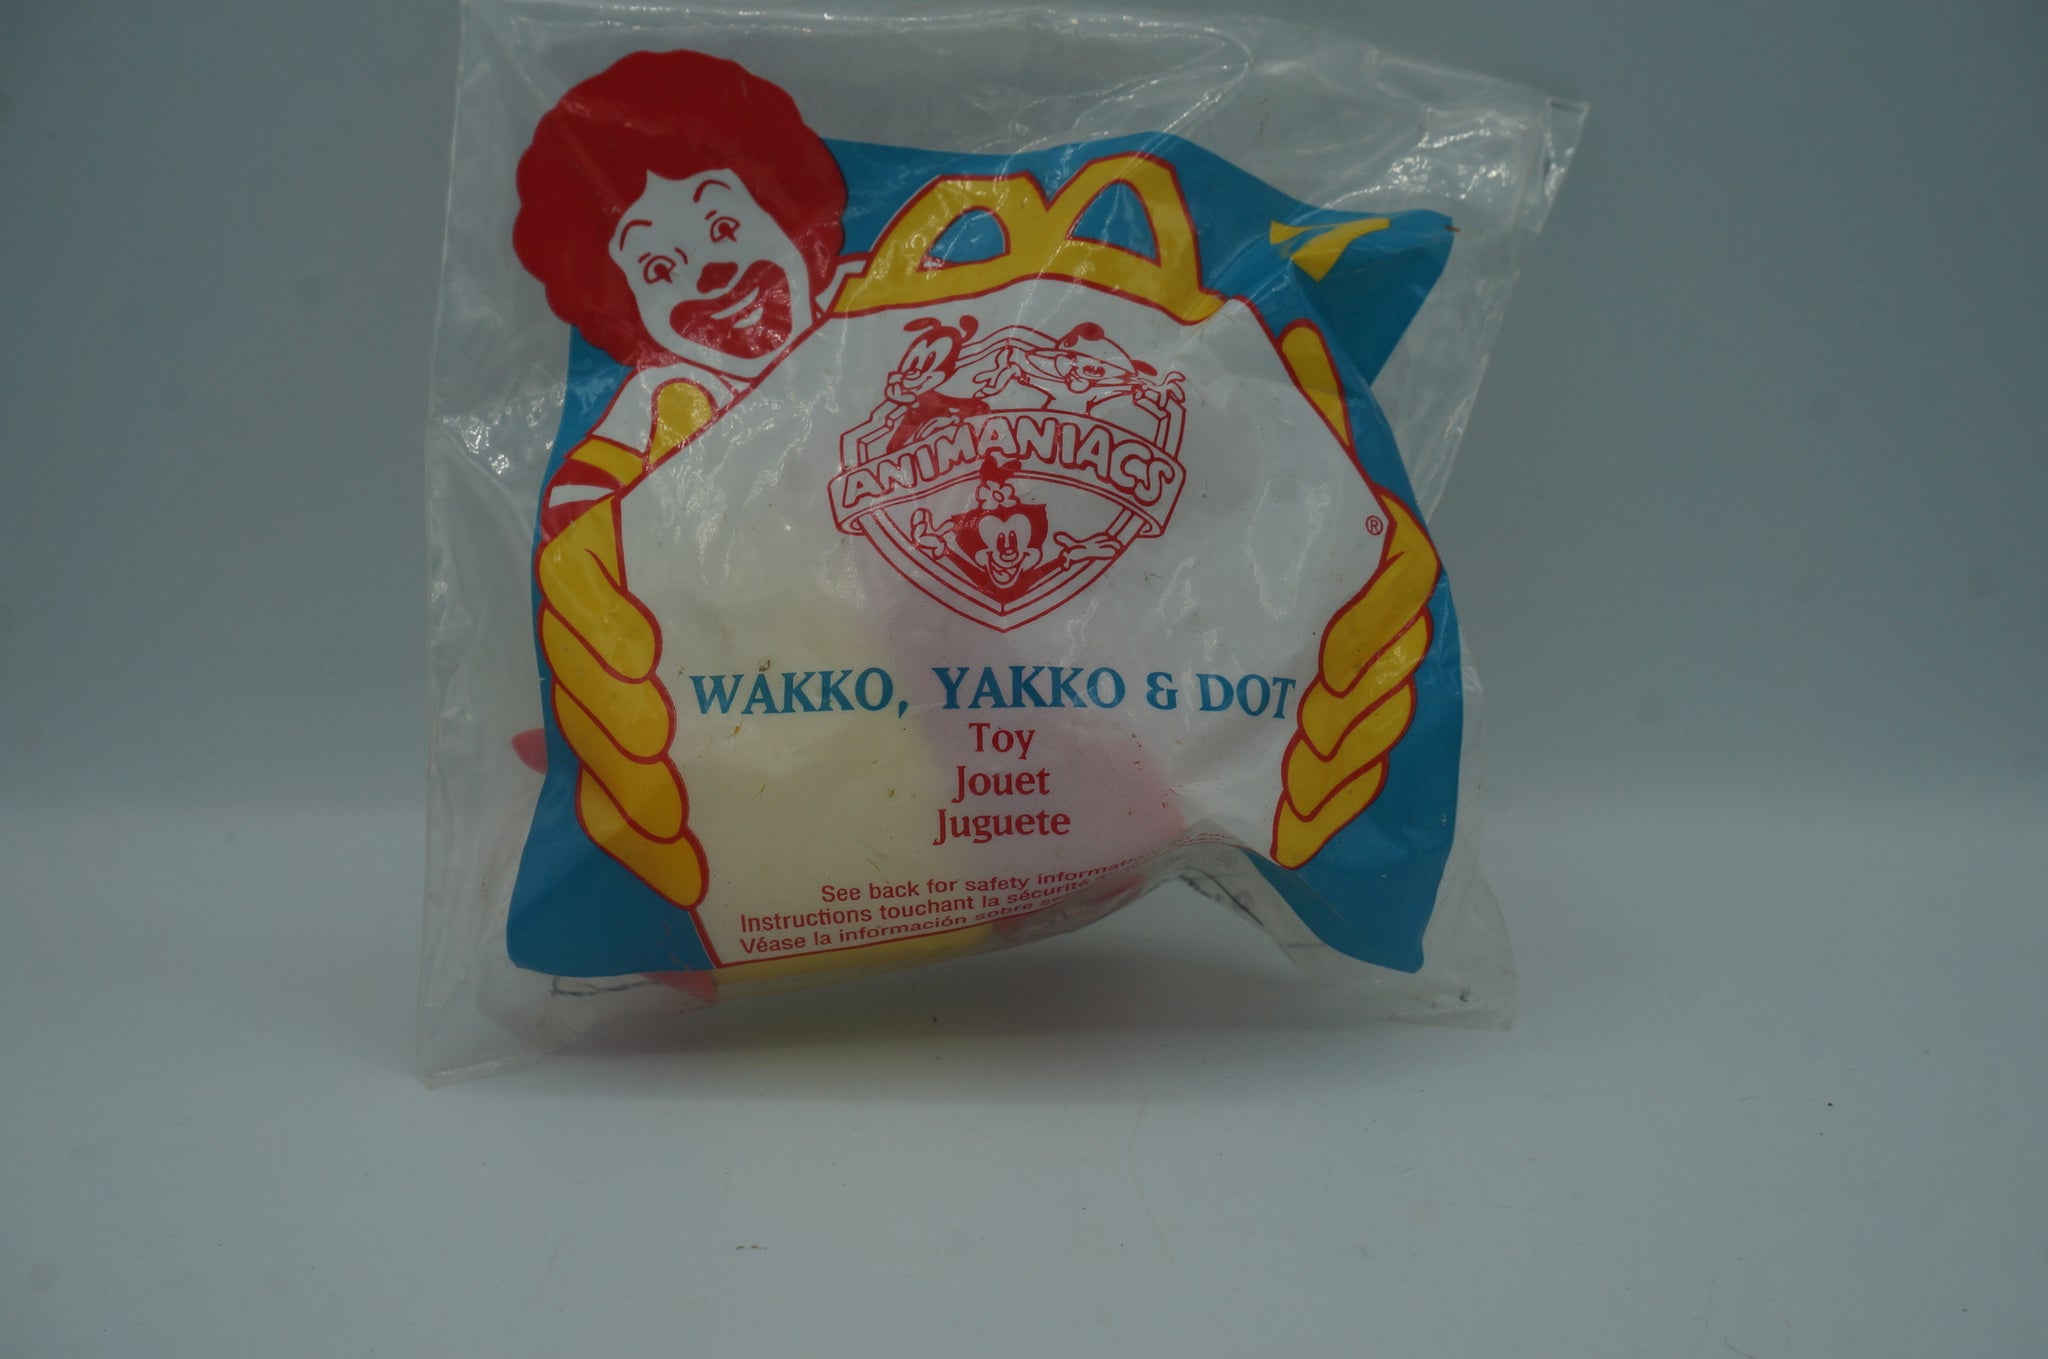 7
ANIMANIACS
®
WAKKO, YAKKO & DOT
Toy
Jouet
Juguete
See back for safety information
Instructions touchant la sécurité
Véase la información sobre